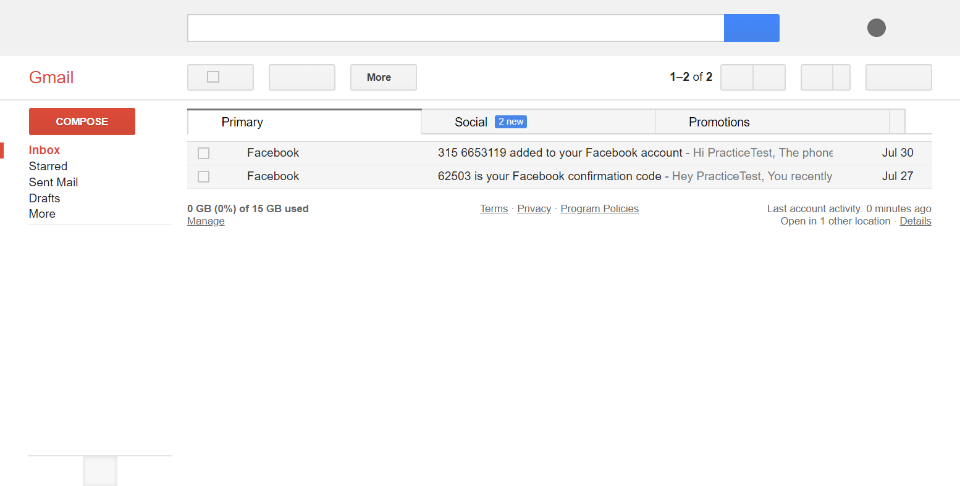 Gmail
More
1–2 of 2
COMPOSE
Inbox
Starred
Sent Mail
Drafts
More
Primary
Social 2 new
Promotions
Facebook 315 6653119 added to your Facebook account - Hi PracticeTest, The phone Jul 30
Facebook 62503 is your Facebook confirmation code - Hey PracticeTest, You recently Jul 27
0 GB (0%) of 15 GB used
Manage
Terms · Privacy · Program Policies
Last account activity: 0 minutes ago
Open in 1 other location · Details